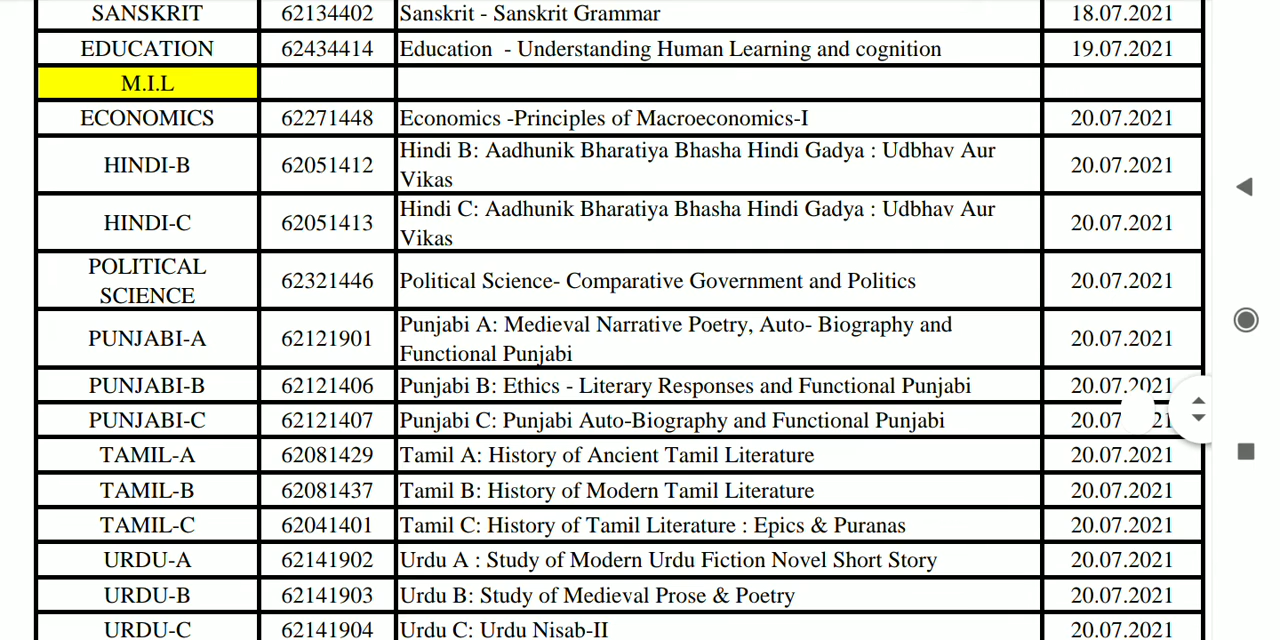 SANSKRIT 62134402 Sanskrit - Sanskrit Grammar 18.07.2021
EDUCATION 62434414 Education - Understanding Human Learning and cognition 19.07.2021
M.I.L
ECONOMICS 62271448 Economics -Principles of Macroeconomics-I 20.07.2021
HINDI-B 62051412 Hindi B: Aadhunik Bharatiya Bhasha Hindi Gadya : Udbhav Aur
Vikas 20.07.2021
HINDI-C 62051413 Hindi C: Aadhunik Bharatiya Bhasha Hindi Gadya : Udbhav Aur
Vikas 20.07.2021
POLITICAL
SCIENCE 62321446 Political Science- Comparative Government and Politics 20.07.2021
PUNJABI-A 62121901 Punjabi A: Medieval Narrative Poetry, Auto- Biography and
Functional Punjabi 20.07.2021
PUNJABI-B 62121406 Punjabi B: Ethics - Literary Responses and Functional Punjabi 20.07.2021
PUNJABI-C 62121407 Punjabi C: Punjabi Auto-Biography and Functional Punjabi
TAMIL-A 62081429 Tamil A: History of Ancient Tamil Literature 20.07.2021
TAMIL-B 62081437 Tamil B: History of Modern Tamil Literature 20.07.2021
TAMIL-C 62041401 Tamil C: History of Tamil Literature : Epics & Puranas 20.07.2021
URDU-A 62141902 Urdu A : Study of Modern Urdu Fiction Novel Short Story 20.07.2021
URDU-B 62141903 Urdu B: Study of Medieval Prose & Poetry 20.07.2021
URDU-C 62141904 Urdu C: Urdu Nisab-II 20.07.2021